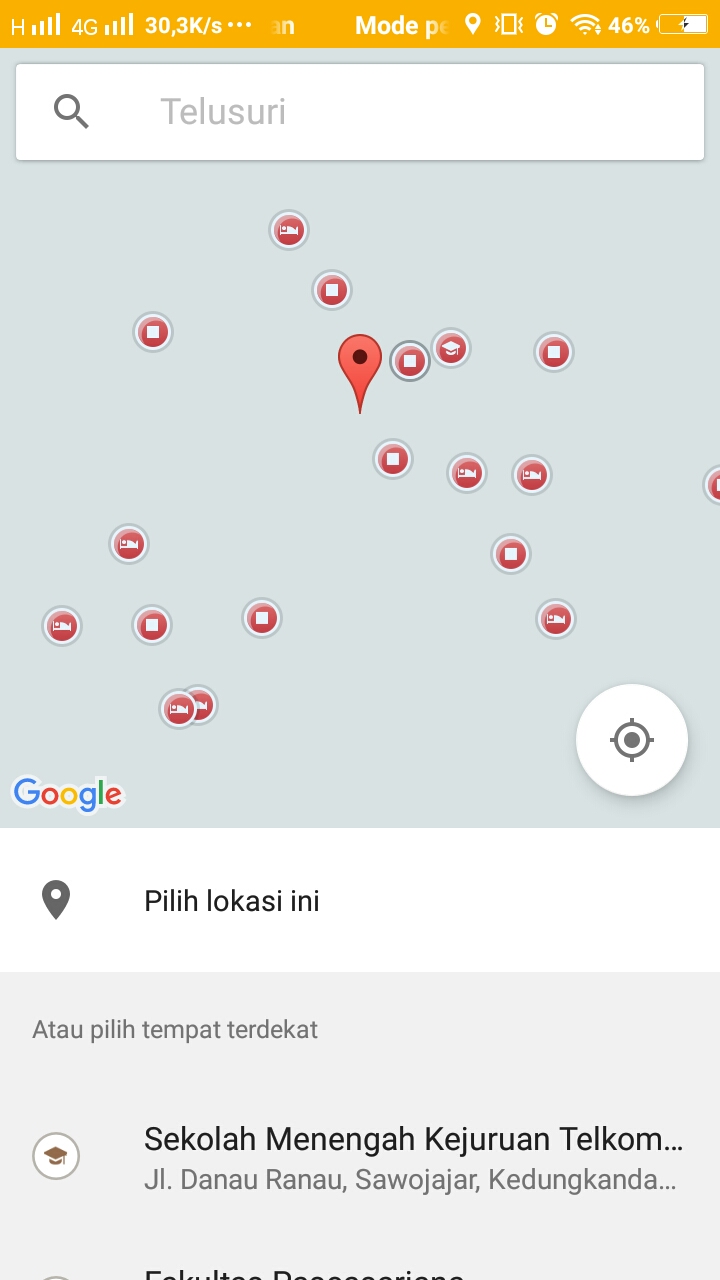 H 4G 30,3K/s ... an Mode pe 46%
Telusuri
Google
Pilih lokasi ini
Atau pilih tempat terdekat
Sekolah Menengah Kejuruan Telkom...
Jl. Danau Ranau, Sawojajar, Kedungkanda...